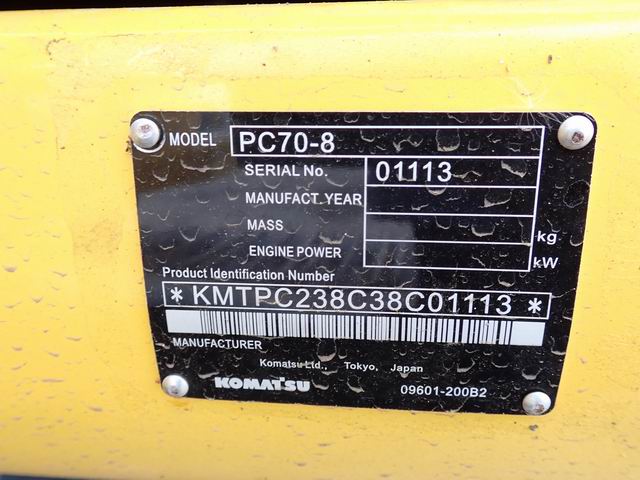 MODEL PC70-8
SERIAL No. 01113
MANUFACT. YEAR
MASS kg
ENGINE POWER kW
Product Identification Number
*KMTPC238C38C01113*
MANUFACTURER
Komatsu Ltd., Tokyo, Japan
KOMATSU 09601-200B2